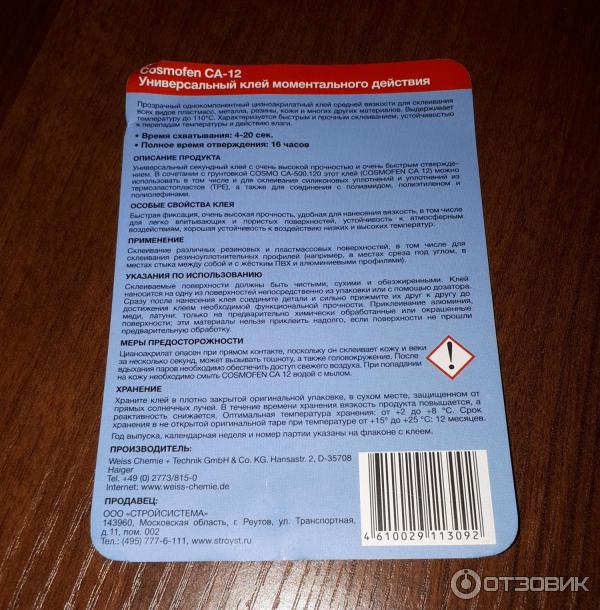 Cosmofen CA-12
Универсальный клей моментального действия
Прозрачный однокомпонентный цианоакрилатный клей средней вязкости для склеивания
всех видов пластмасс, металла, резины, кожи и многих других материалов. Выдерживает
температуру до 110°С. Характеризуется быстрым и прочным склеиванием, устойчивостью
к перепадам температуры и действию влаги.
• Время схватывания: 4-20 сек.
• Полное время отверждения: 16 часов
ОПИСАНИЕ ПРОДУКТА
Универсальный секундный клей с очень высокой прочностью и очень быстрым отвержде-
нием. В сочетании с грунтовкой COSMO CA-500.120 этот клей (COSMOFEN CA 12) можно
использовать в том числе и для склеивания силиконовых уплотнений и уплотнений из
термоэластопластов (TPE), а также для соединения с полиамидом, полиэтиленом и
полиолефинами.
ОСОБЫЕ СВОЙСТВА КЛЕЯ
Быстрая фиксация, очень высокая прочность, удобная для нанесения вязкость, в том числе
для легко впитывающих и пористых поверхностей, устойчивость к атмосферным
воздействиям, хорошая устойчивость к воздействию низких и высоких температур.
ПРИМЕНЕНИЕ
Склеивание различных резиновых и пластмассовых поверхностей, в том числе для
склеивания резиноуплотнительных профилей (например, в местах среза под углом, в
местах стыка между собой и с жёстким ПВХ и алюминиевыми профилями).
УКАЗАНИЯ ПО ИСПОЛЬЗОВАНИЮ
Склеиваемые поверхности должны быть чистыми, сухими и обезжиренными. Клей
наносится на одну из поверхностей непосредственно из упаковки или с помощью дозатора.
Сразу после нанесения клея соедините детали и сильно прижмите их друг к другу до
достижения клеем необходимой функциональной прочности. Приклеивание алюминия,
меди, латуни: только на предварительно химически обработанные или окрашенные
поверхности; эти материалы нельзя приклеить надолго, если поверхности не прошли
предварительную обработку.
МЕРЫ ПРЕДОСТОРОЖНОСТИ
Цианоакрилат опасен при прямом контакте, поскольку он склеивает кожу и веки
за несколько секунд, может вызывать тошноту, а также головокружение. После
вдыхания паров необходимо обеспечить доступ свежего воздуха. При попадании
на кожу необходимо смыть COSMOFEN CA 12 водой с мылом.
ХРАНЕНИЕ
Храните клей в плотно закрытой оригинальной упаковке, в сухом месте, защищенном от
прямых солнечных лучей. В течение времени хранения вязкость продукта повышается, а
реактивность снижается. Оптимальная температура хранения: от +2 до +8 °С. Срок
хранения в не открытой оригинальной таре при температуре от +15° до +25 °С: 12 месяцев.
Год выпуска, календарная неделя и номер партии указаны на флаконе с клеем.
ПРОИЗВОДИТЕЛЬ:
Weiss Chemie + Technik GmbH & Co. KG, Hansastr. 2, D-35708
Haiger
Tel. +49 (0) 2773/815-0
Internet: www.weiss-chemie.de
ПРОДАВЕЦ:
ООО «СТРОЙСИСТЕМА»
143960, Московская область, г. Реутов, ул. Транспортная,
д.11, пом. 002
Тел.: (495) 777-6-111, www.stroyst.ru
4 610029 113092
ОТЗОВИК